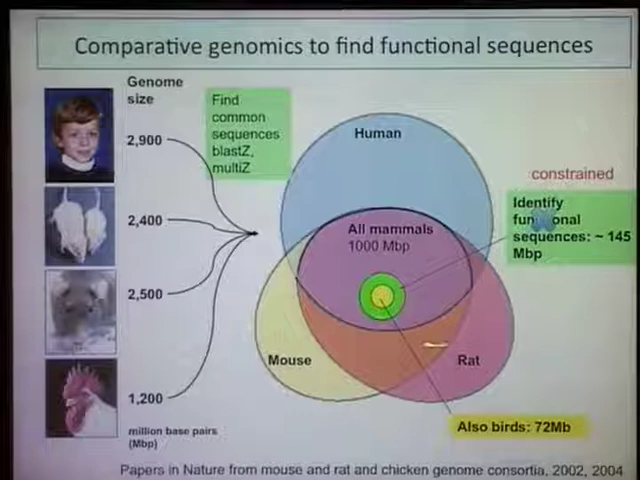 Comparative genomics to find functional sequences
Genome
size
2,900
2,400
2,500
1,200
million base pairs
(Mbp)
Find
common
sequences
blastZ,
multiZ
Human
All mammals
1000 Mbp
Mouse
Rat
constrained
Identify
functional
sequences: ~ 145
Mbp
Also birds: 72Mb
Papers in Nature from mouse and rat and chicken genome consortia, 2002, 2004